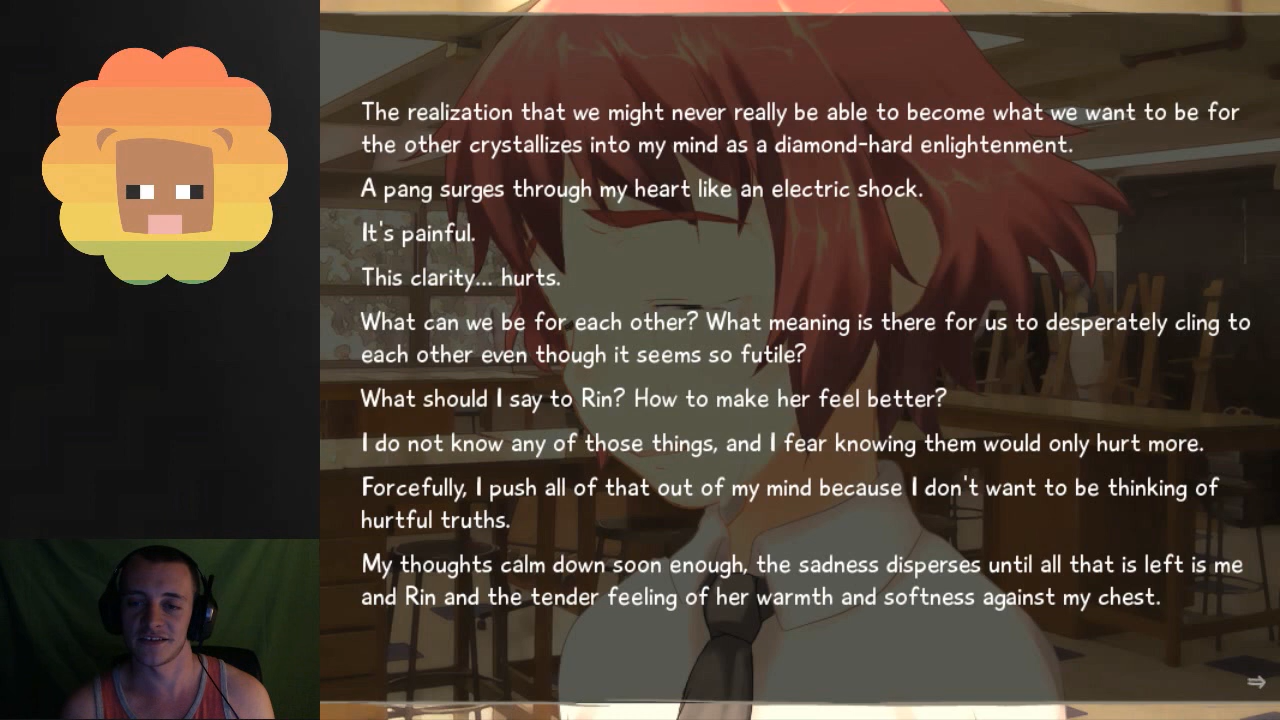 The realization that we might never really be able to become what we want to be for
the other crystallizes into my mind as a diamond-hard enlightenment.
A pang surges through my heart like an electric shock.
It's painful.
This clarity... hurts.
What can we be for each other? What meaning is there for us to desperately cling to
each other even though it seems so futile?
What should I say to Rin? How to make her feel better?
I do not know any of those things, and I fear knowing them would only hurt more.
Forcefully, I push all of that out of my mind because I don't want to be thinking of
hurtful truths.
My thoughts calm down soon enough, the sadness disperses until all that is left is me
and Rin and the tender feeling of her warmth and softness against my chest.